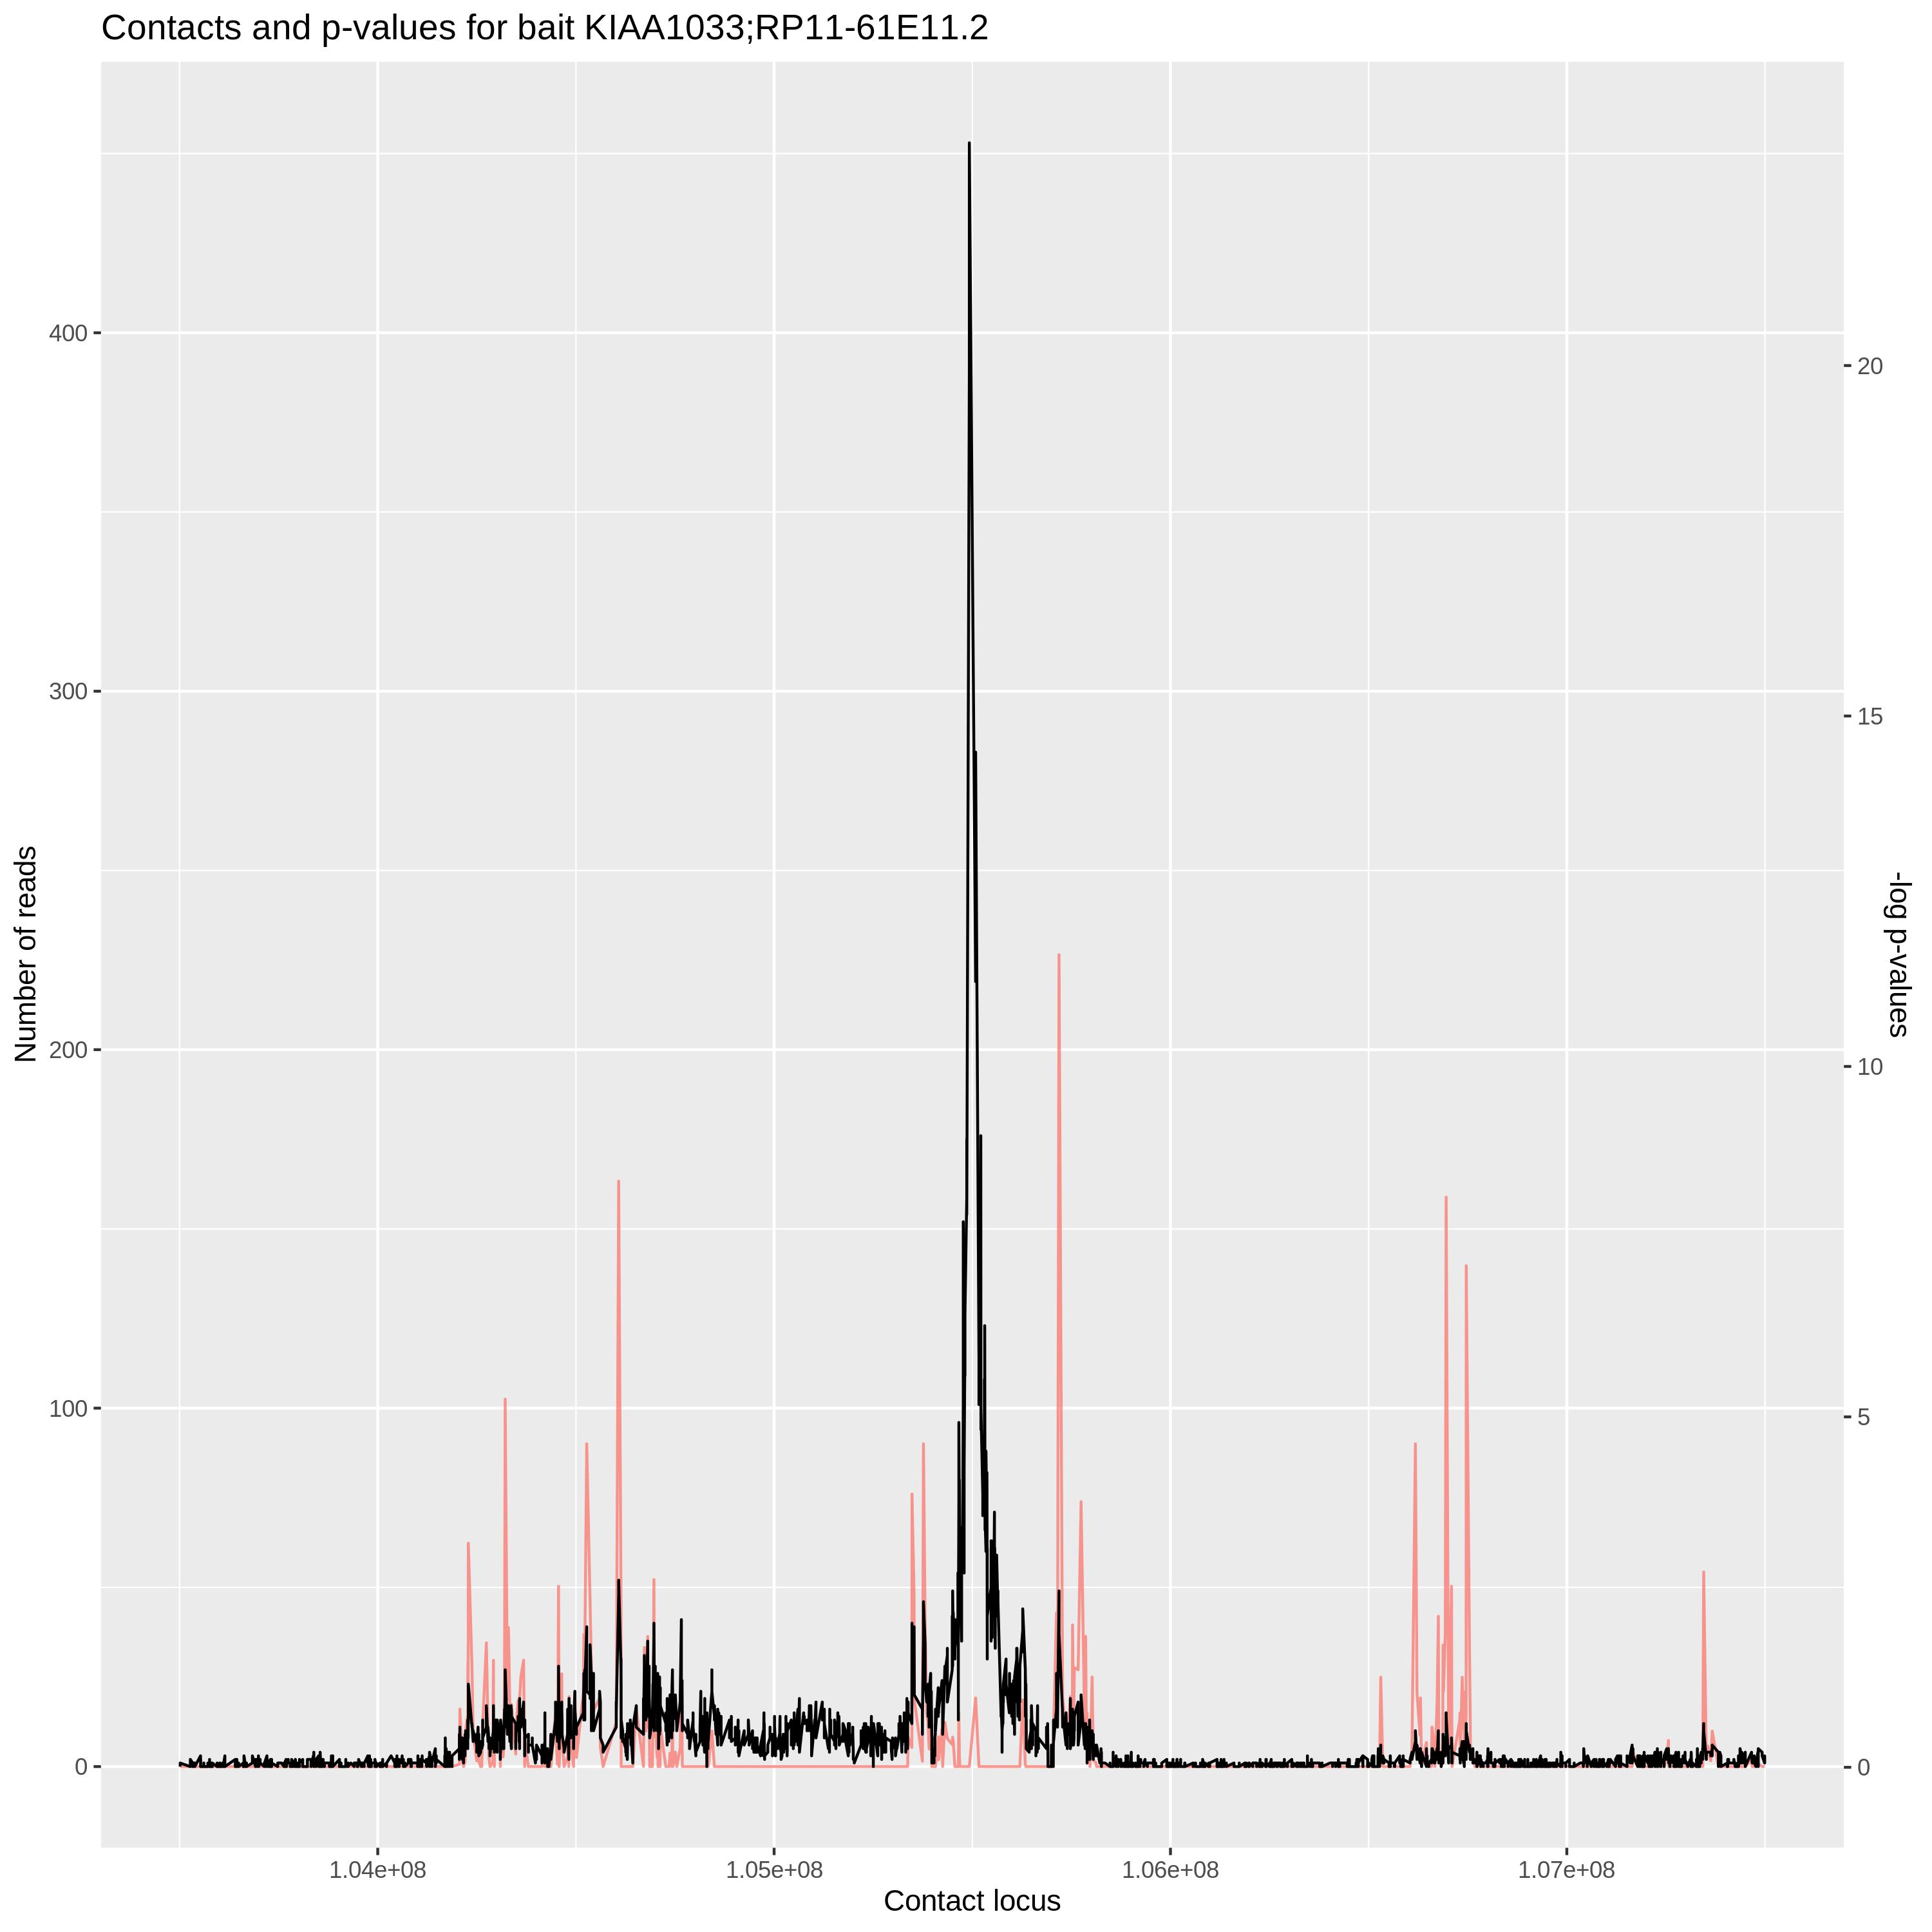 Contacts and p-values for bait KIAA1033;RP11-61E11.2
Number of reads
400
300
200
100
0
20
15
10
5
0
-log p-values
1.04e+08 1.05e+08 1.06e+08 1.07e+08
Contact locus